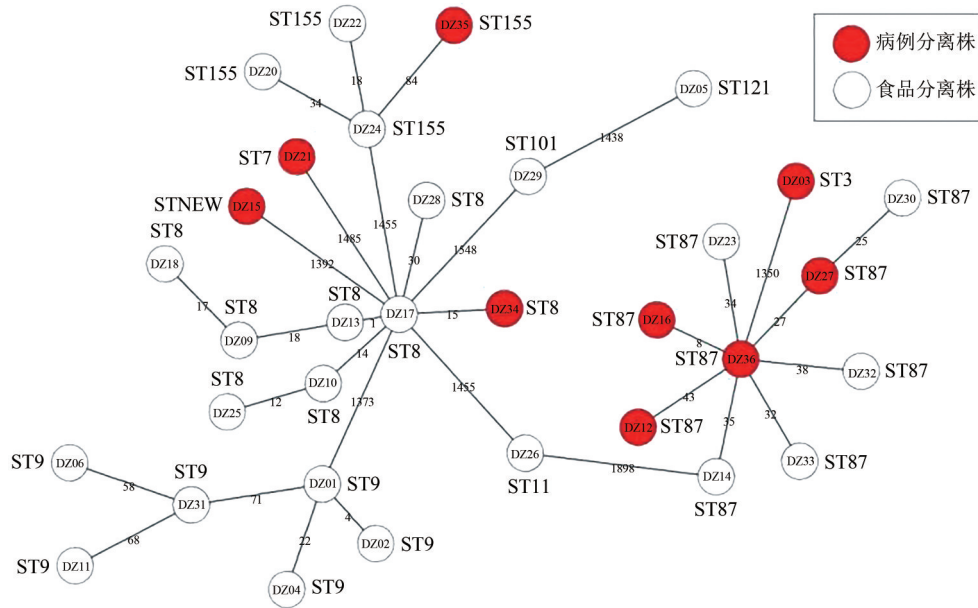 病例分离株
食品分离株
ST155
DZ22
DZ35
ST155
ST155
DZ20
18
84
34
DZ24
ST155
DZ05
ST121
ST101
1438
ST7
DZ21
DZ29
DZ03
ST3
STNEW
DZ15
DZ28
ST8
DZ30
ST87
1455
1485
1548
ST8
ST87
DZ23
25
DZ18
1392
30
1350
DZ27
ST87
17
ST8
ST8
34
DZ09
18
DZ13
1
DZ17
15
DZ34
ST8
ST87
DZ16
27
ST8
8
ST87
DZ36
ST8
14
38
DZ32
ST87
DZ25
12
DZ10
ST8
1373
1455
43
DZ12
ST87
35
32
ST9
DZ06
ST9
DZ26
1898
DZ14
DZ33
ST87
58
DZ31
71
DZ01
ST9
ST11
ST87
68
4
22
DZ02
ST9
ST9
DZ11
DZ04
ST9